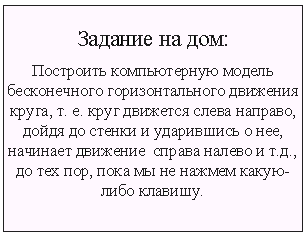 Задание на дом:
Построить компьютерную модель
бесконечного горизонтального движения
круга, т. е. круг движется слева направо,
дойдя до стенки и ударившись о нее,
начинает движение справа налево и т.д.,
до тех пор, пока мы не нажмем какую-
либо клавишу.